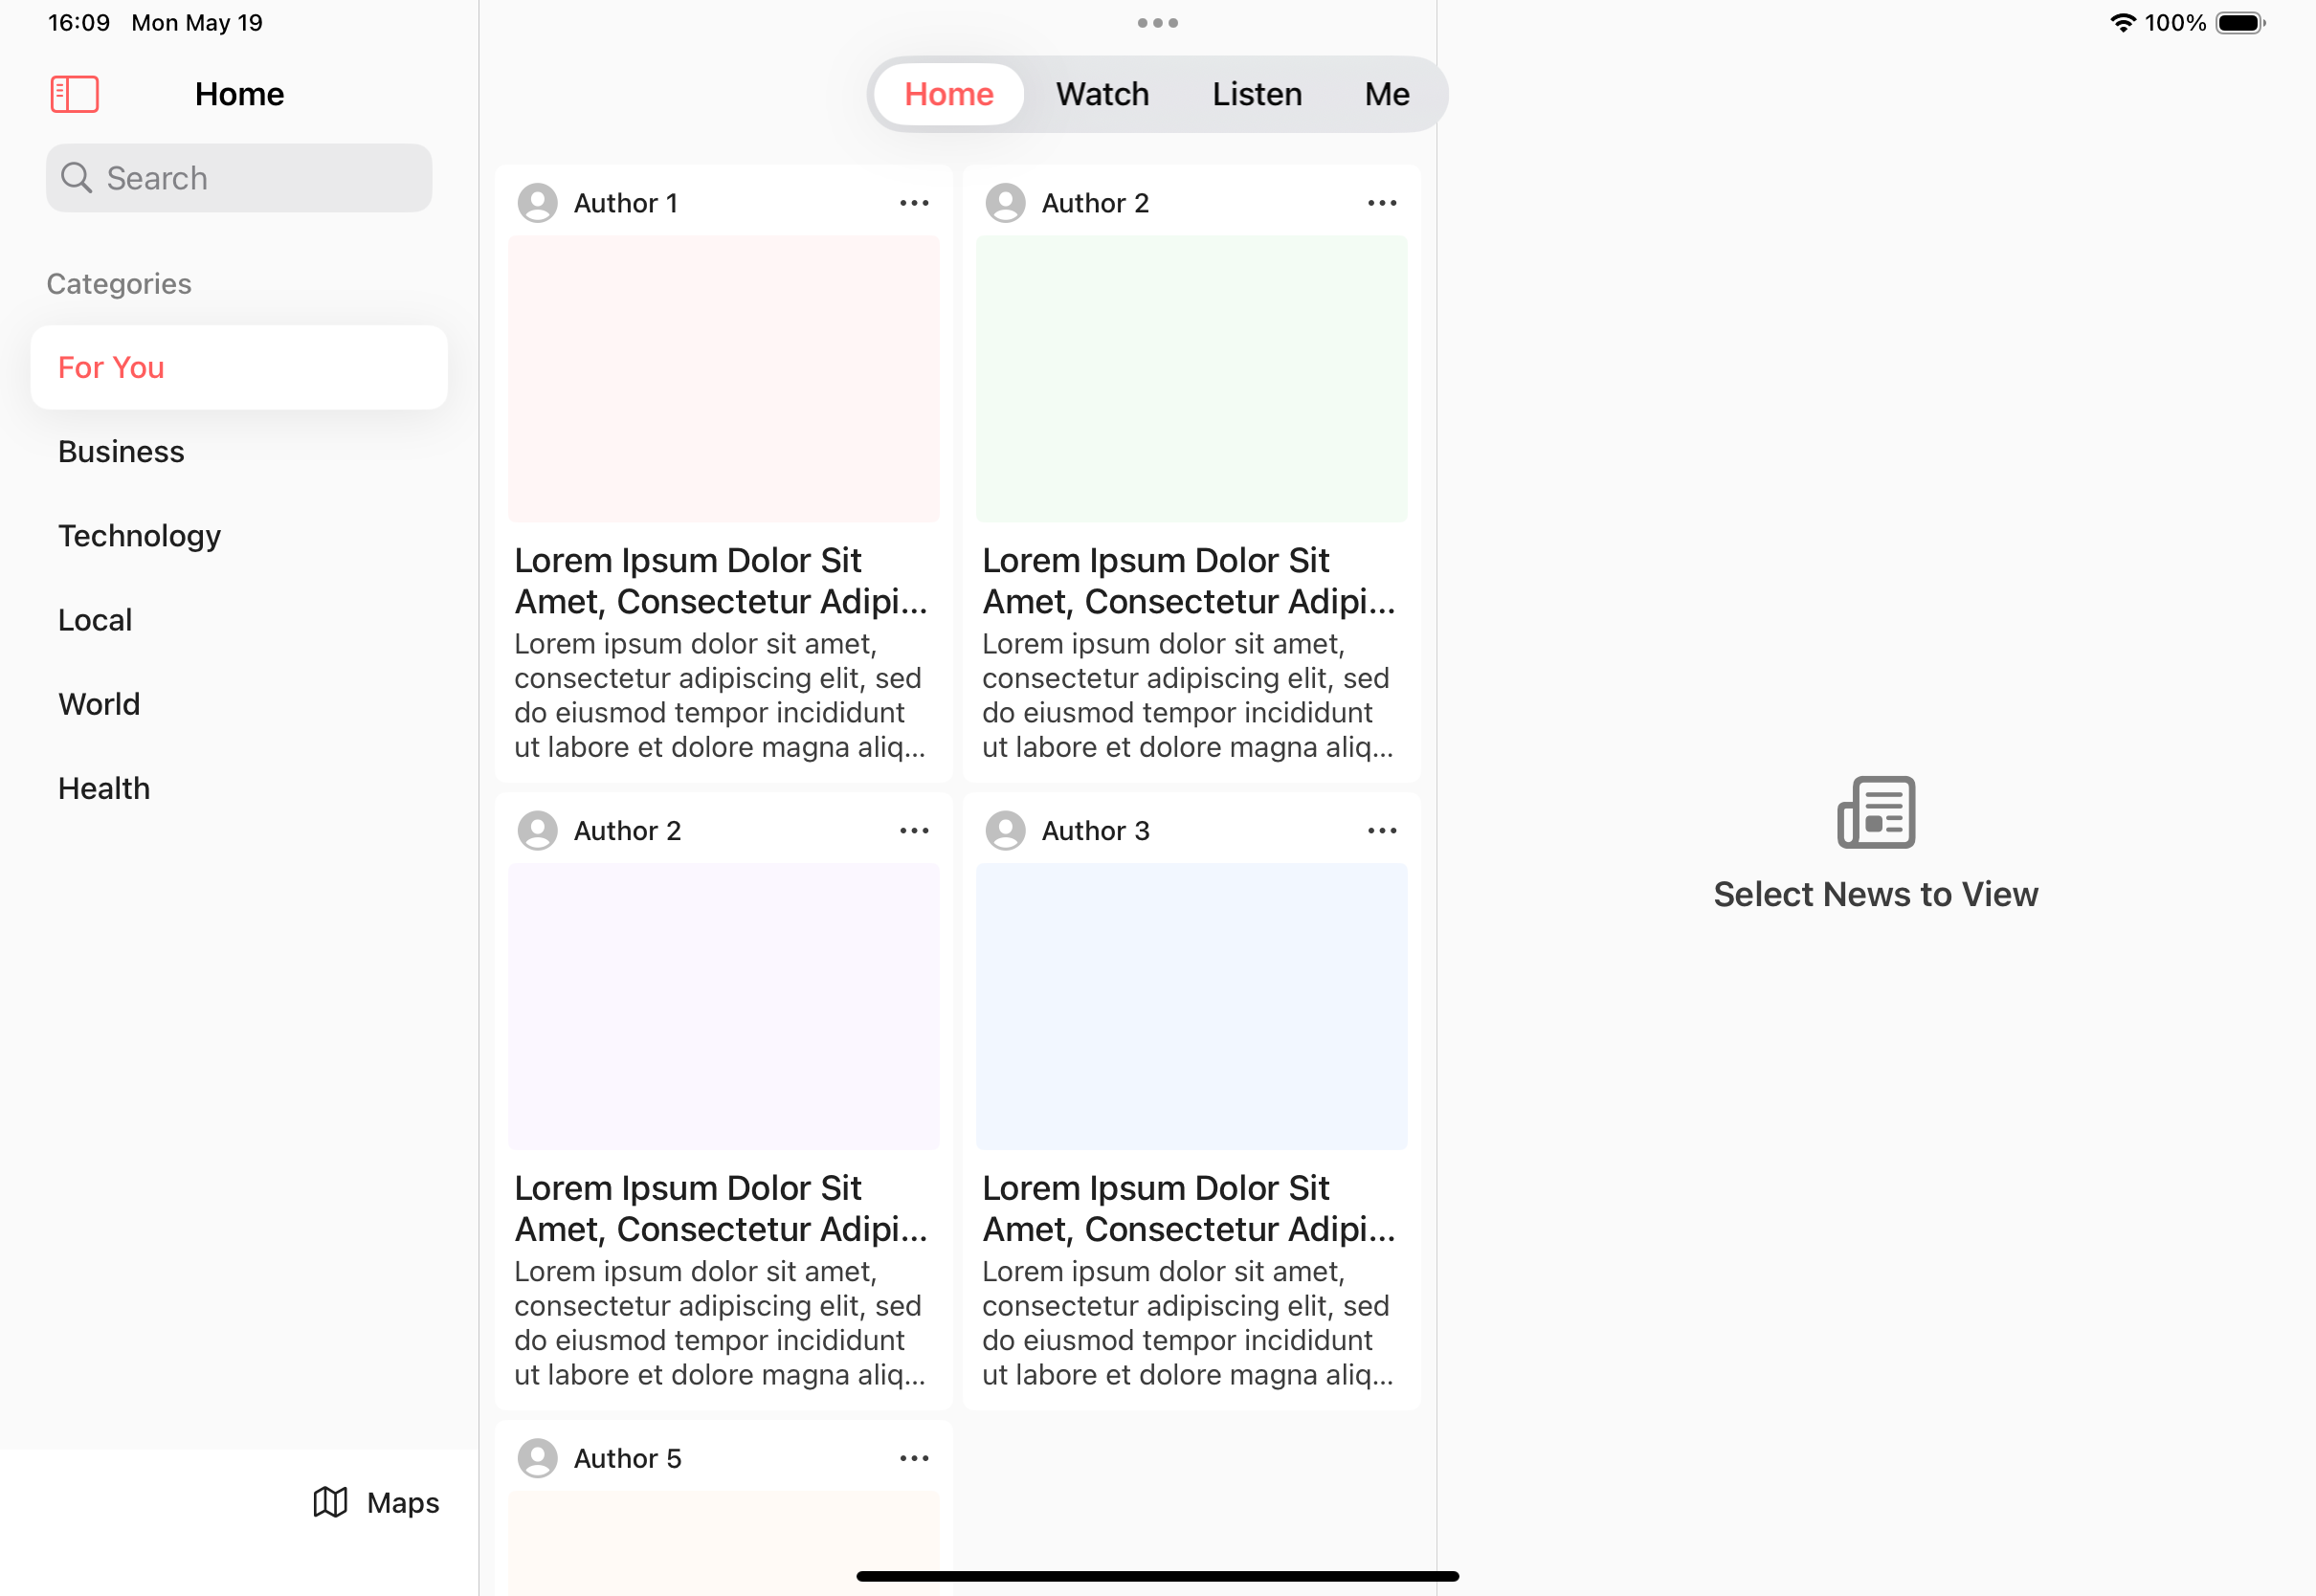 16:09 Mon May 19
100%
Home
Home Watch Listen Me
Search
Categories
For You
Business
Technology
Local
World
Health
Maps
Author 1
Lorem Ipsum Dolor Sit
Amet, Consectetur Adipi...
Lorem ipsum dolor sit amet,
consectetur adipiscing elit, sed
do eiusmod tempor incididunt
ut labore et dolore magna aliq...
Author 2
Lorem Ipsum Dolor Sit
Amet, Consectetur Adipi...
Lorem ipsum dolor sit amet,
consectetur adipiscing elit, sed
do eiusmod tempor incididunt
ut labore et dolore magna aliq...
Author 2
Lorem Ipsum Dolor Sit
Amet, Consectetur Adipi...
Lorem ipsum dolor sit amet,
consectetur adipiscing elit, sed
do eiusmod tempor incididunt
ut labore et dolore magna aliq...
Author 3
Lorem Ipsum Dolor Sit
Amet, Consectetur Adipi...
Lorem ipsum dolor sit amet,
consectetur adipiscing elit, sed
do eiusmod tempor incididunt
ut labore et dolore magna aliq...
Author 5
Select News to View